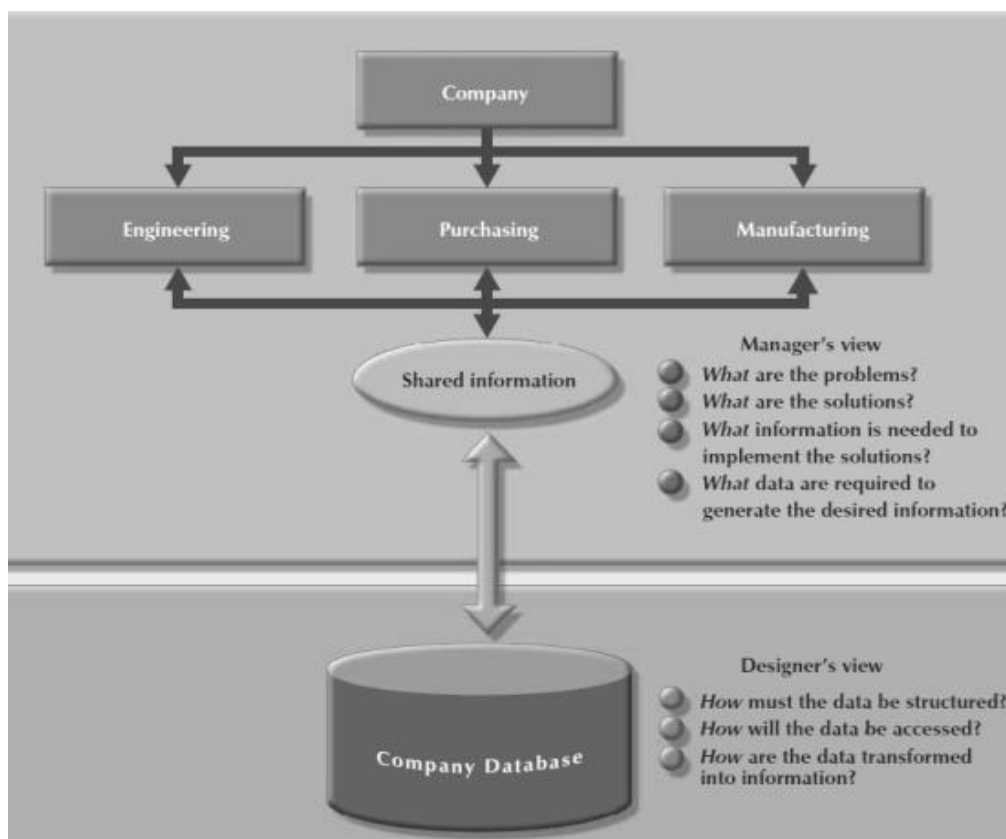 Company
Engineering
Purchasing
Manufacturing
Shared information
Manager's view
What are the problems?
What are the solutions?
What information is needed to
implement the solutions?
What data are required to
generate the desired information?
Company Database
Designer's view
How must the data be structured?
How will the data be accessed?
How are the data transformed
into information?